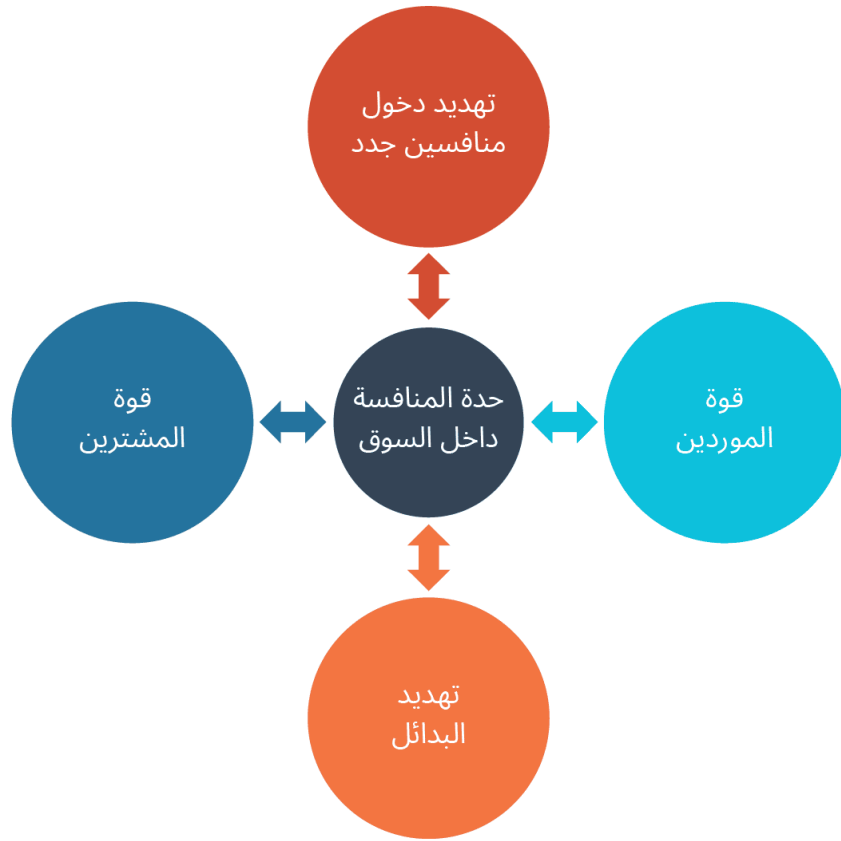 تهديد دخول
منافسين جدد
قوة
الموردين
حدة المنافسة
داخل السوق
قوة
المشترين
تهديد
البدائل